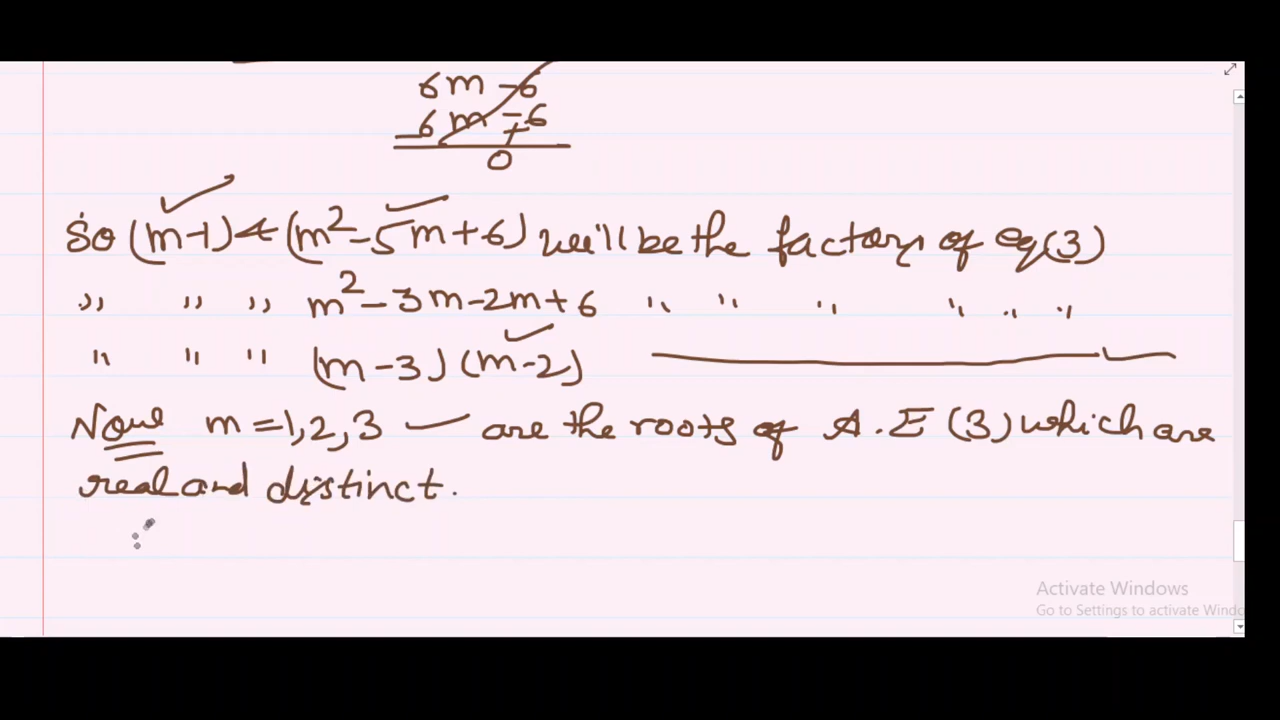 6m -6
6m -6
- +
0
So (m-1) & (m²-5m+6) will be the factors of eq(3)
" " " m²-3m-2m+6 " " " " " "
" " " (m-3)(m-2)
Now m=1,2,3 — are the roots of A.E (3) which are
real and distinct.
Activate Windows
Go to Settings to activate Windo